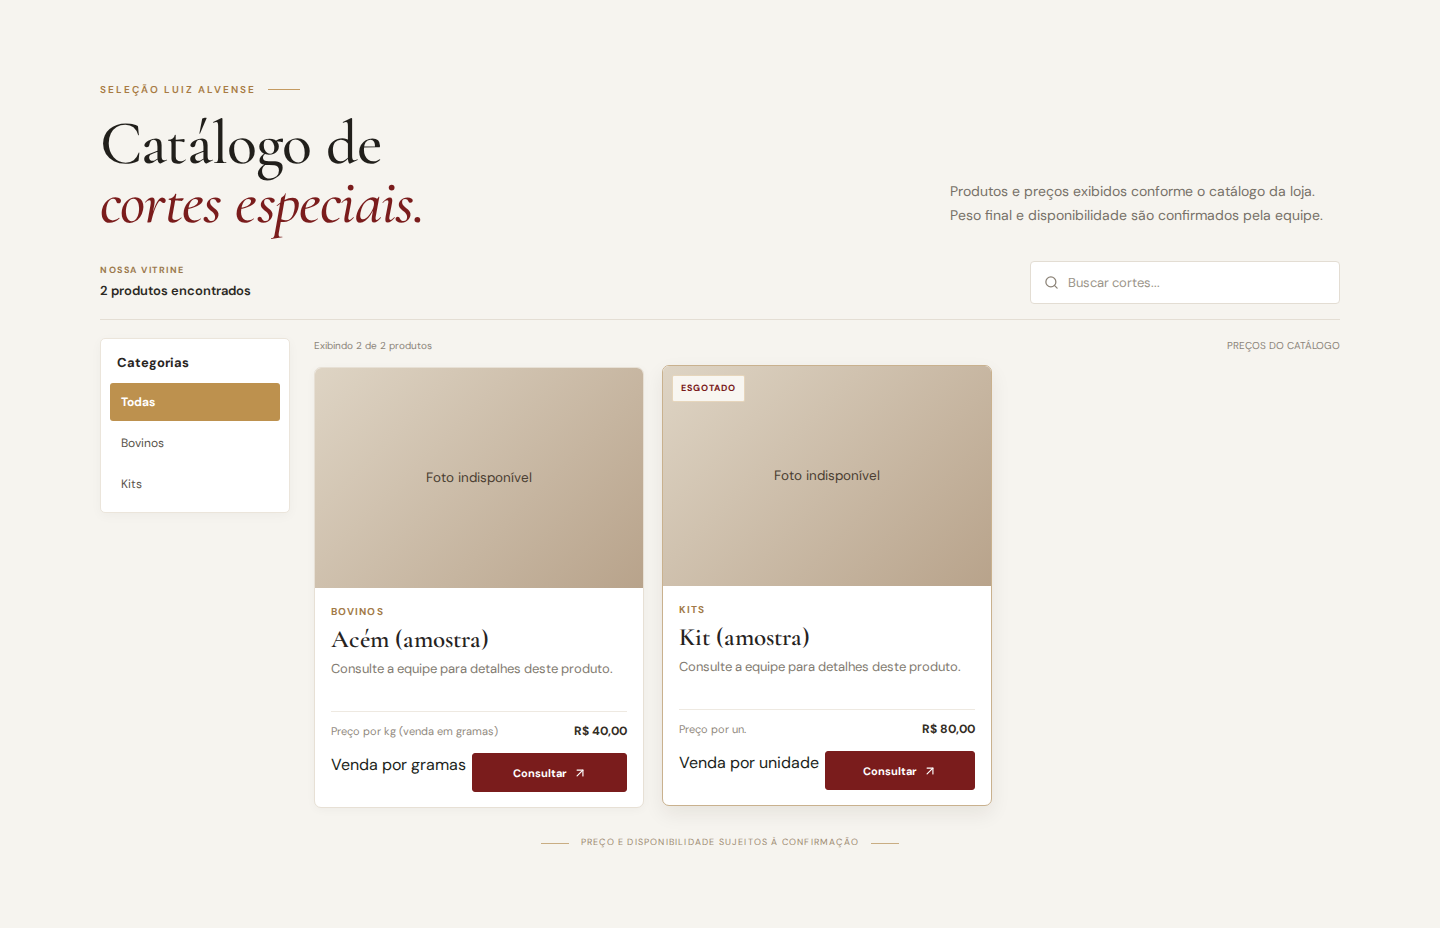 SELEÇÃO LUIZ ALVENSE
Catálogo de
cortes especiais.
Produtos e preços exibidos conforme o catálogo da loja.
Peso final e disponibilidade são confirmados pela equipe.
NOSSA VITRINE
2 produtos encontrados
Buscar cortes...
Categorias
Todas
Bovinos
Kits
Exibindo 2 de 2 produtos
PREÇOS DO CATÁLOGO
Foto indisponível
BOVINOS
Acém (amostra)
Consulte a equipe para detalhes deste produto.
Preço por kg (venda em gramas)
R$ 40,00
Venda por gramas
Consultar
ESGOTADO
Foto indisponível
KITS
Kit (amostra)
Consulte a equipe para detalhes deste produto.
Preço por un.
R$ 80,00
Venda por unidade
Consultar
PREÇO E DISPONIBILIDADE SUJEITOS À CONFIRMAÇÃO